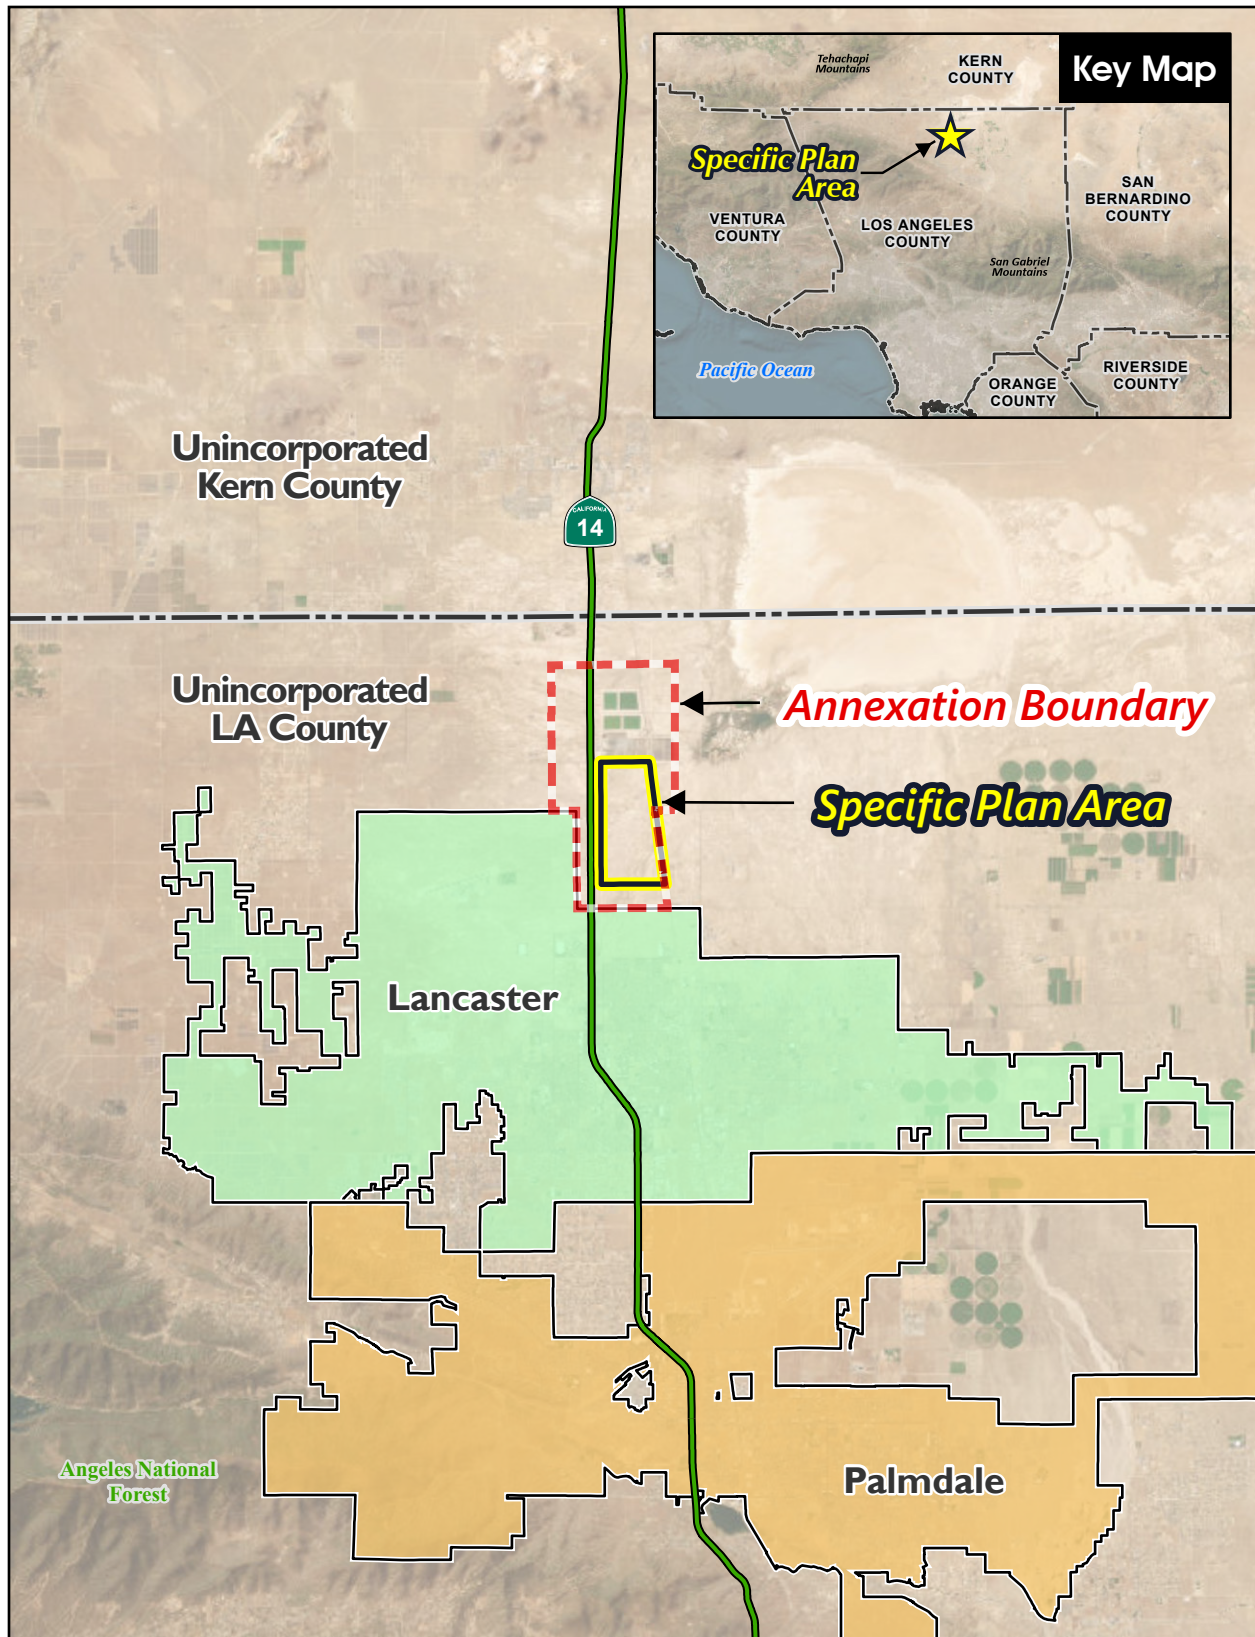 Key Map
Tehachapi
Mountains
KERN
COUNTY
Specific Plan
Area
SAN
BERNARDINO
COUNTY
VENTURA
COUNTY
LOS ANGELES
COUNTY
San Gabriel
Mountains
Pacific Ocean
ORANGE
COUNTY
RIVERSIDE
COUNTY
Unincorporated
Kern County
CALIFORNIA
14
Unincorporated
LA County
Annexation Boundary
Specific Plan Area
Lancaster
Palmdale
Angeles National
Forest